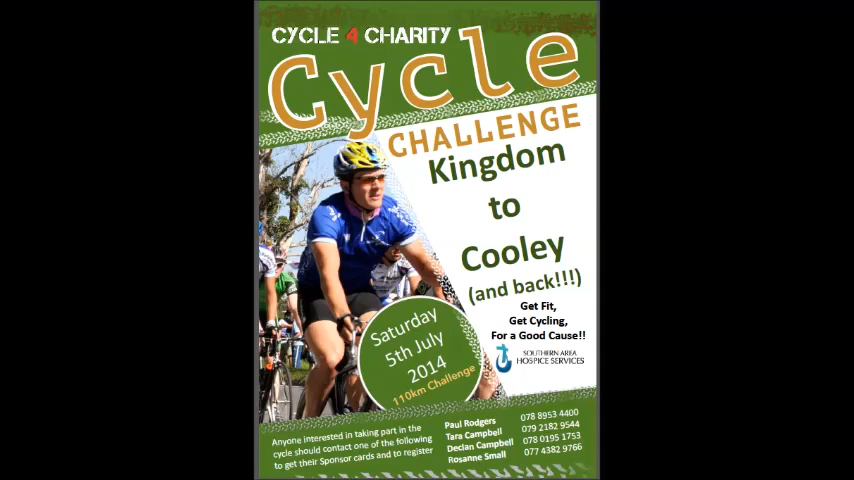 CYCLE 4 CHARITY
Cycle
CHALLENGE
Kingdom
to
Cooley
(and back!!!)
Get Fit,
Get Cycling,
For a Good Cause!!
SOUTHERN AREA
HOSPICE SERVICES
Saturday
5th July
2014
110km Challenge
Anyone interested in taking part in the
cycle should contact one of the following
to get their Sponsor cards and to register
Paul Rodgers 078 8953 4400
Tara Campbell 079 2182 9544
Declan Campbell 078 0195 1753
Rosanne Small 077 4382 9766